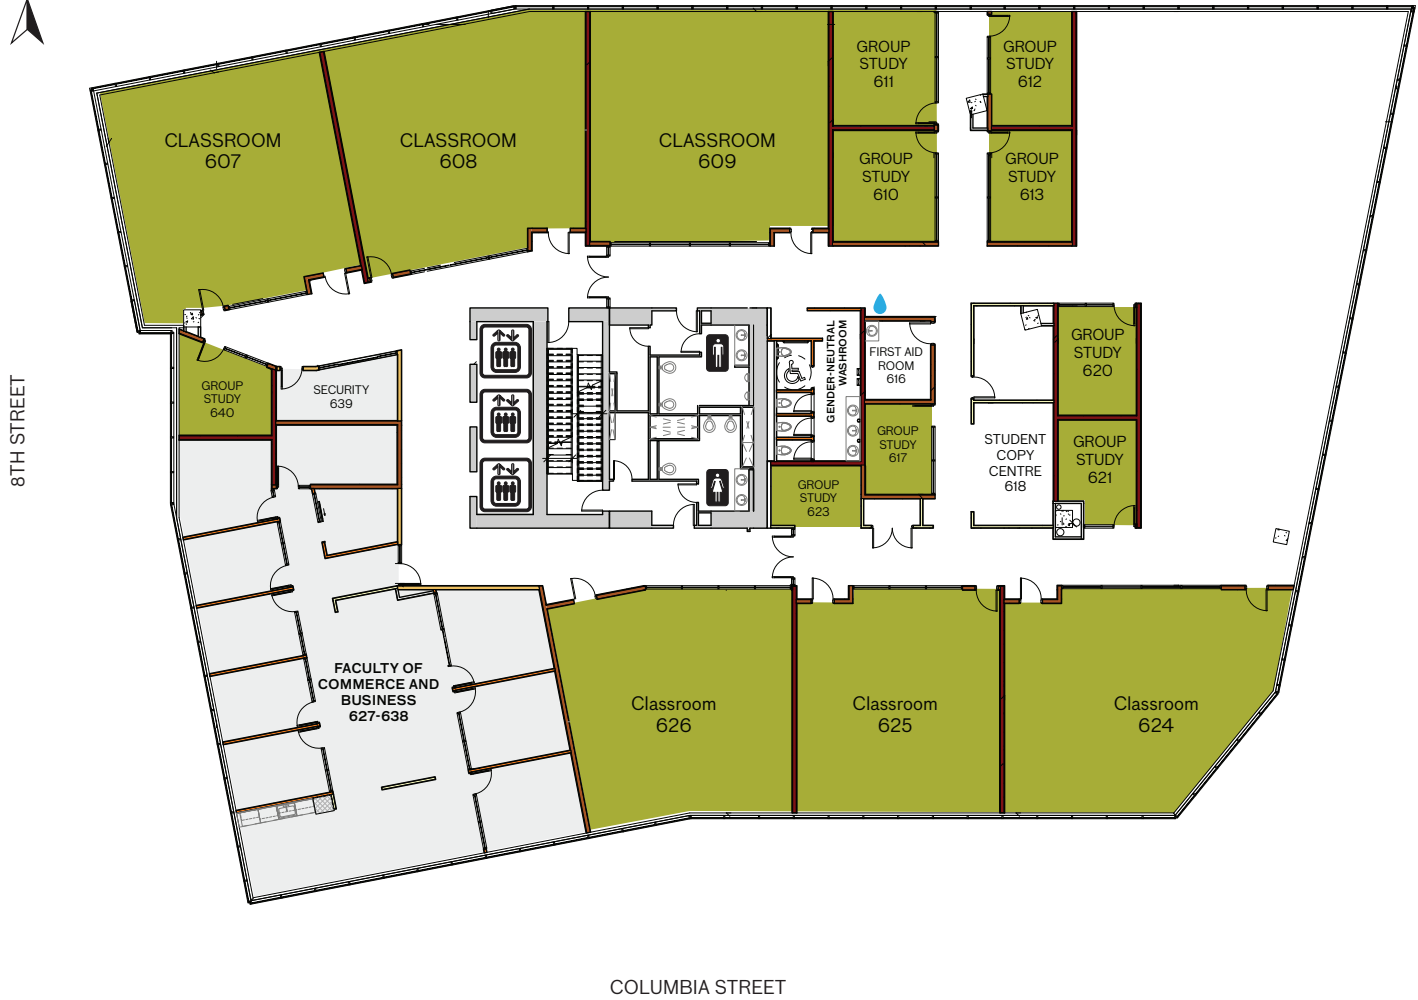 GROUP
STUDY
611
GROUP
STUDY
612
CLASSROOM
607
CLASSROOM
608
CLASSROOM
609
GROUP
STUDY
610
GROUP
STUDY
613
GENDER-NEUTRAL
WASHROOM
FIRST AID
ROOM
616
GROUP
STUDY
620
GROUP
STUDY
640
SECURITY
639
8TH STREET
GROUP
STUDY
617
STUDENT
COPY
CENTRE
618
GROUP
STUDY
621
GROUP
STUDY
623
FACULTY OF
COMMERCE AND
BUSINESS
627-638
Classroom
626
Classroom
625
Classroom
624
COLUMBIA STREET